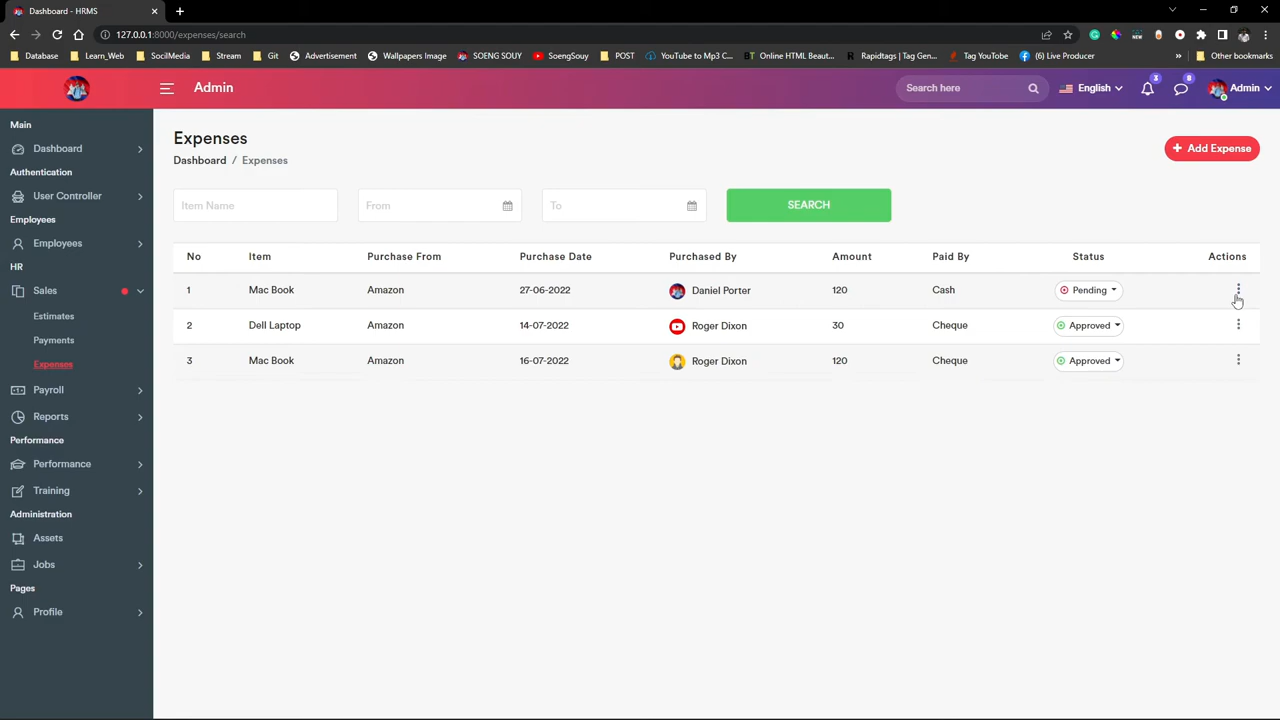 Dashboard - HRMS
127.0.0.1:8000/expenses/search
Database Learn_Web SocilMedia Stream Git Advertisement Wallpapers Image SOENG SOUY SoengSouy POST YouTube to Mp3 C... Online HTML Beaut... Rapidtags | Tag Gen... Tag YouTube (6) Live Producer » Other bookmarks
Admin
Search here
English
3
8
Admin
Main
Dashboard
Authentication
User Controller
Employees
Employees
HR
Sales
Estimates
Payments
Expenses
Payroll
Reports
Performance
Performance
Training
Administration
Assets
Jobs
Pages
Profile
Expenses
Dashboard / Expenses
+ Add Expense
Item Name
From
To
SEARCH
No Item Purchase From Purchase Date Purchased By Amount Paid By Status Actions
1 Mac Book Amazon 27-06-2022 Daniel Porter 120 Cash Pending
2 Dell Laptop Amazon 14-07-2022 Roger Dixon 30 Cheque Approved
3 Mac Book Amazon 16-07-2022 Roger Dixon 120 Cheque Approved